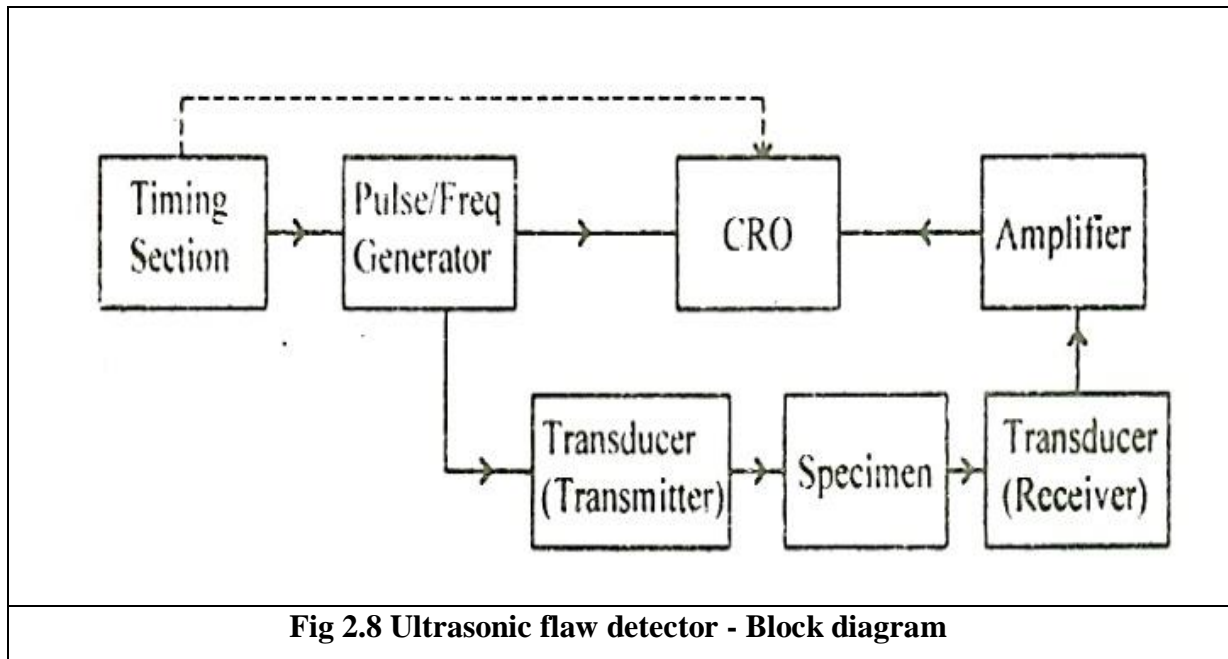 Timing
Section
Pulse/Freq
Generator
CRO
Amplifier
Transducer
(Transmitter)
Specimen
Transducer
(Receiver)
Fig 2.8 Ultrasonic flaw detector - Block diagram